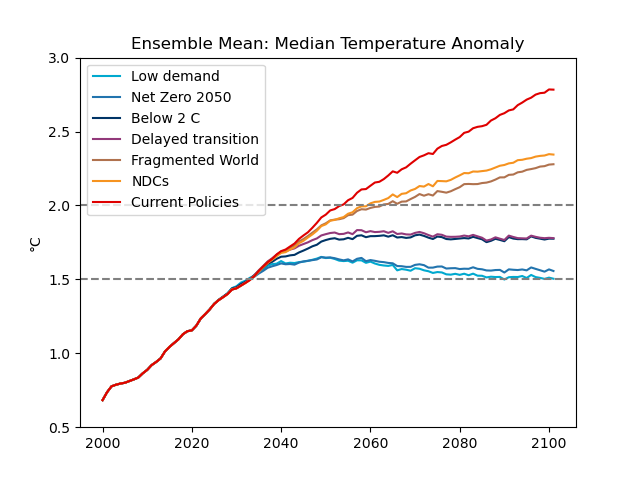 Ensemble Mean: Median Temperature Anomaly
Low demand
Net Zero 2050
Below 2 C
Delayed transition
Fragmented World
NDCs
Current Policies
°C
3.0
2.5
2.0
1.5
1.0
0.5
2000
2020
2040
2060
2080
2100